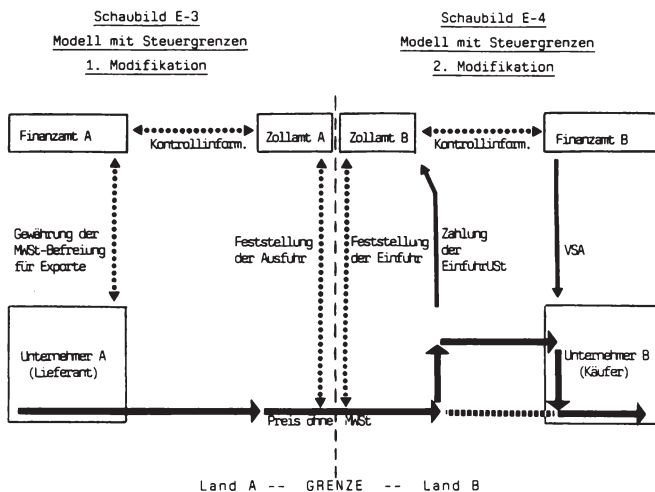 Schaubild E-3
Modell mit Steuergrenzen
1. Modifikation
Schaubild E-4
Modell mit Steuergrenzen
2. Modifikation
Finanzamt A
Kontrollinform.
Zollamt A
Zollamt B
Kontrollinform.
Finanzamt B
Gewährung der
MWSt-Befreiung
für Exporte
Feststellung
der Ausfuhr
Feststellung
der Einfuhr
Zahlung
der
EinfuhrUSt
VSA
Unternehmer A
(Lieferant)
Unternehmer B
(Käufer)
Preis ohne MWSt
Land A -- GRENZE -- Land B